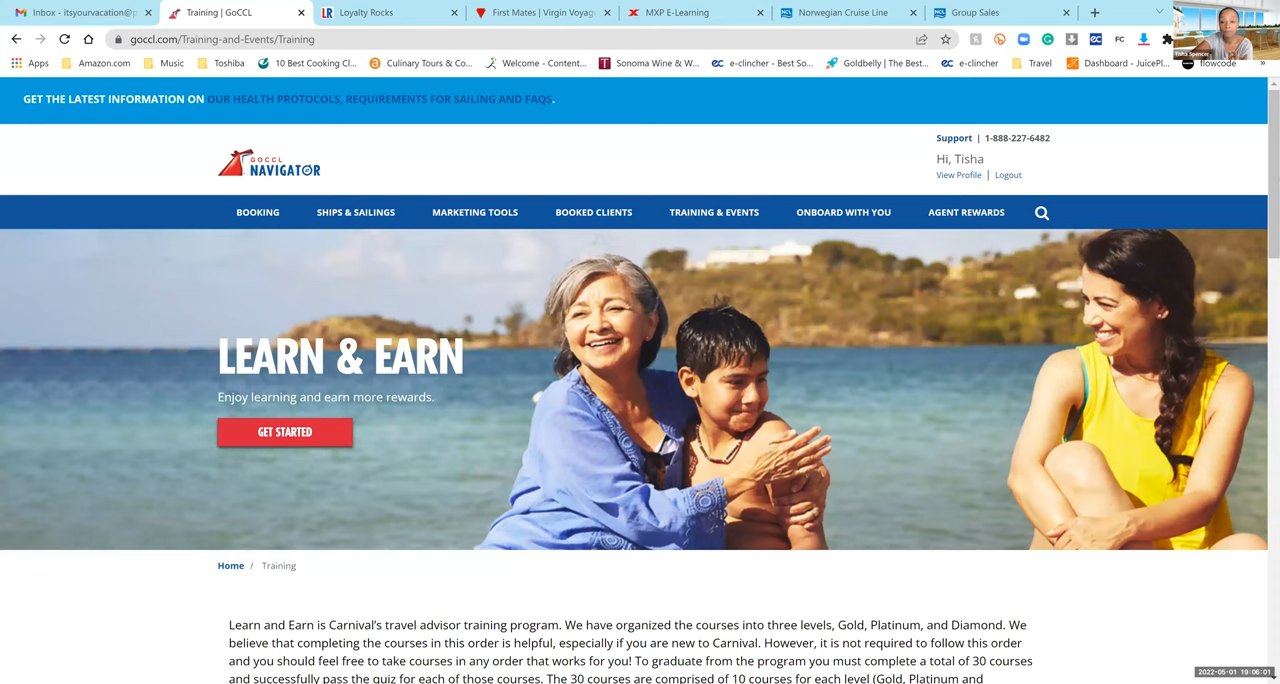 Inbox - itsyourvacation@p
Training | GoCCL
Loyalty Rocks
First Mates | Virgin Voyag
MXP E-Learning
Norwegian Cruise Line
Group Sales
goccl.com/Training-and-Events/Training
Apps
Amazon.com
Music
Toshiba
10 Best Cooking Cl...
Culinary Tours & Co...
Welcome - Content...
Sonoma Wine & W...
e-clincher - Best So...
Goldbelly | The Best...
e-clincher
Travel
Dashboard - JuicePl...
flowcode
Tisha Spencer
GET THE LATEST INFORMATION ON OUR HEALTH PROTOCOLS, REQUIREMENTS FOR SAILING AND FAQS.
Support | 1-888-227-6482
GOCCL
NAVIGATOR
Hi, Tisha
View Profile | Logout
BOOKING SHIPS & SAILINGS MARKETING TOOLS BOOKED CLIENTS TRAINING & EVENTS ONBOARD WITH YOU AGENT REWARDS
LEARN & EARN
Enjoy learning and earn more rewards.
GET STARTED
Home / Training
Learn and Earn is Carnival's travel advisor training program. We have organized the courses into three levels, Gold, Platinum, and Diamond. We
believe that completing the courses in this order is helpful, especially if you are new to Carnival. However, it is not required to follow this order
and you should feel free to take courses in any order that works for you! To graduate from the program you must complete a total of 30 courses
and successfully pass the quiz for each of those courses. The 30 courses are comprised of 10 courses for each level (Gold, Platinum and
2022-05-01 19:06:01